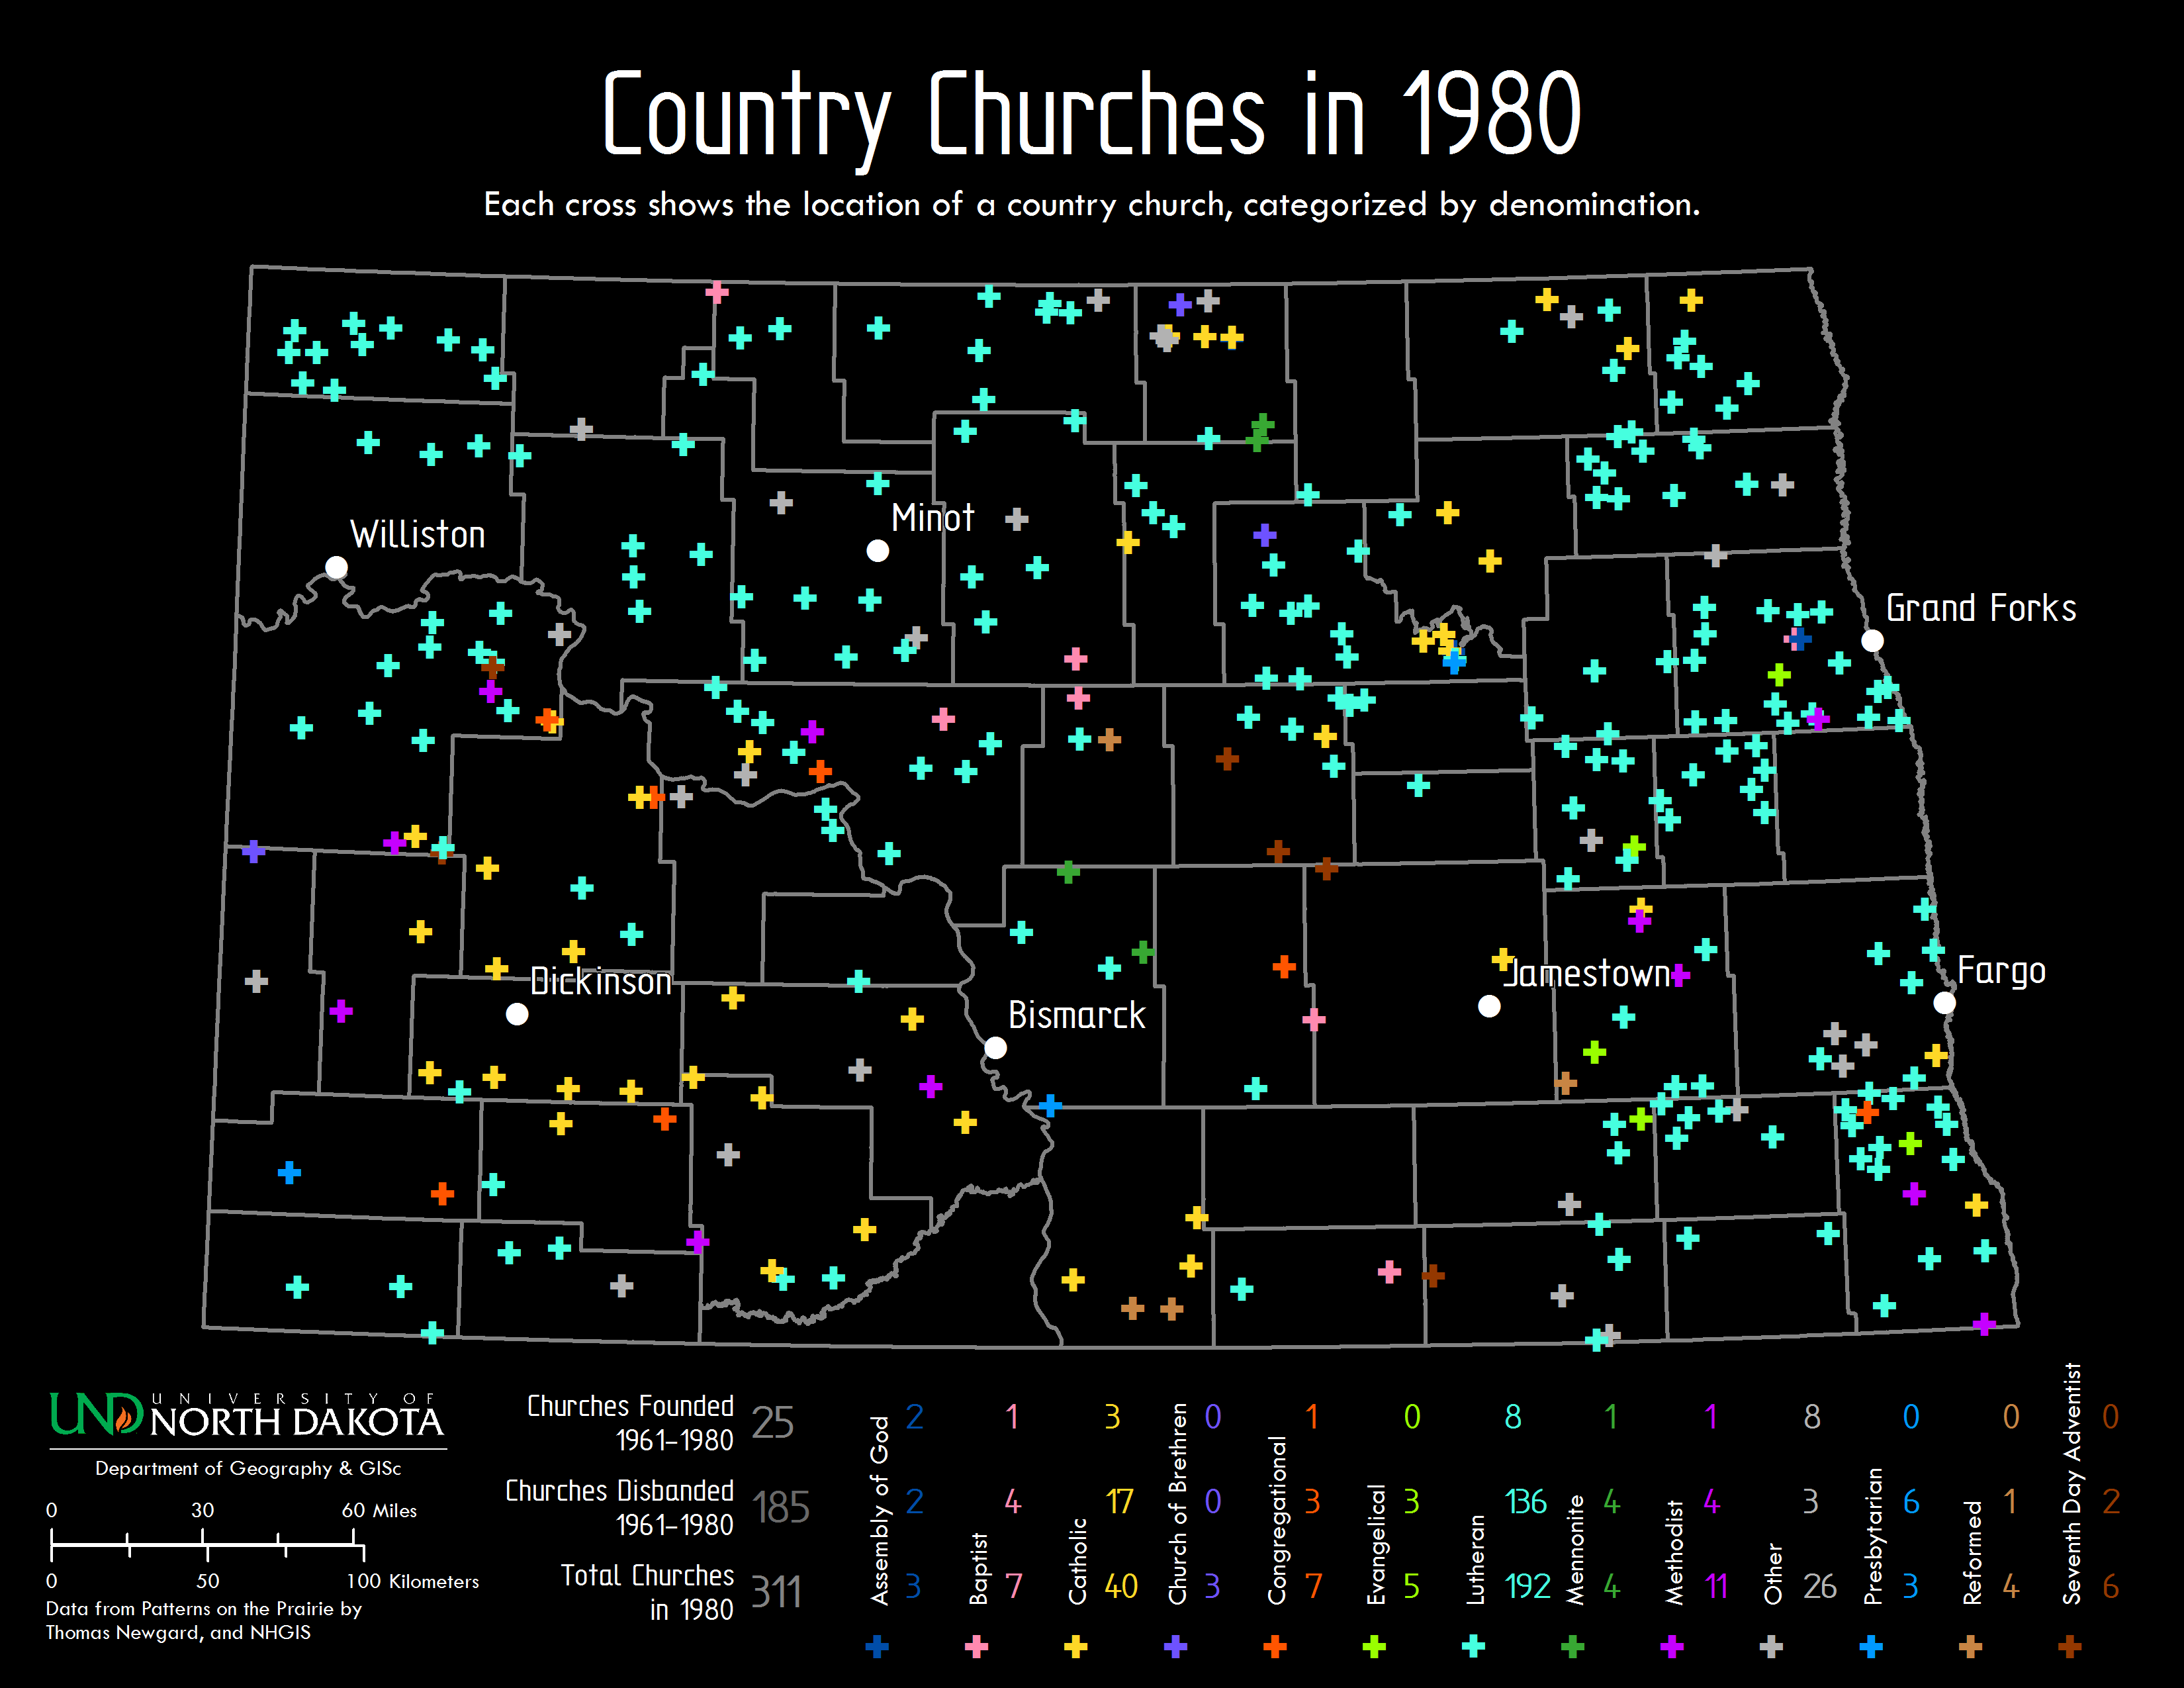 Country Churches in 1980
Each cross shows the location of a country church, categorized by denomination.
Minot
Williston
Grand Forks
Dickinson
Jamestown
Fargo
Bismarck
UND UNIVERSITY OF
NORTH DAKOTA
Department of Geography & GISc
0 30 60 Miles
0 50 100 Kilometers
Data from Patterns on the Prairie by
Thomas Newgard, and NHGIS
Churches Founded
1961–1980
25
2 1 3 0 1 0 8 1 1 8 0 0 0
Churches Disbanded
1961–1980
185
2 4 17 0 3 3 136 4 4 3 6 1 2
Total Churches
in 1980
311
3 7 40 3 7 5 192 4 11 26 3 4 6
Assembly of God
Baptist
Catholic
Church of Brethren
Congregational
Evangelical
Lutheran
Mennonite
Methodist
Other
Presbytarian
Reformed
Seventh Day Adventist